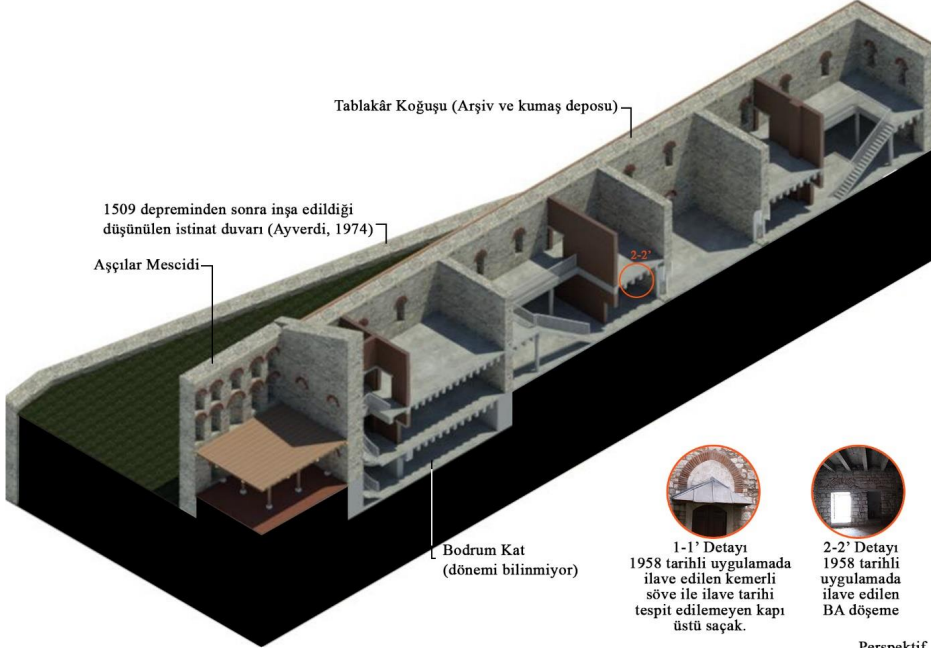 Tablakâr Koğuşu (Arşiv ve kumaş deposu)
1509 depreminden sonra inşa edildiği
düşünülen istinat duvarı (Ayverdi, 1974)
Aşçılar Mescidi
2-2'
Bodrum Kat
(dönemi bilinmiyor)
1-1' Detayı
1958 tarihli uygulamada
ilave edilen kemerli
söve ile ilave tarihi
tespit edilemeyen kapı
üstü saçak.
2-2' Detayı
1958 tarihli
uygulamada
ilave edilen
BA döşeme
Perspektif